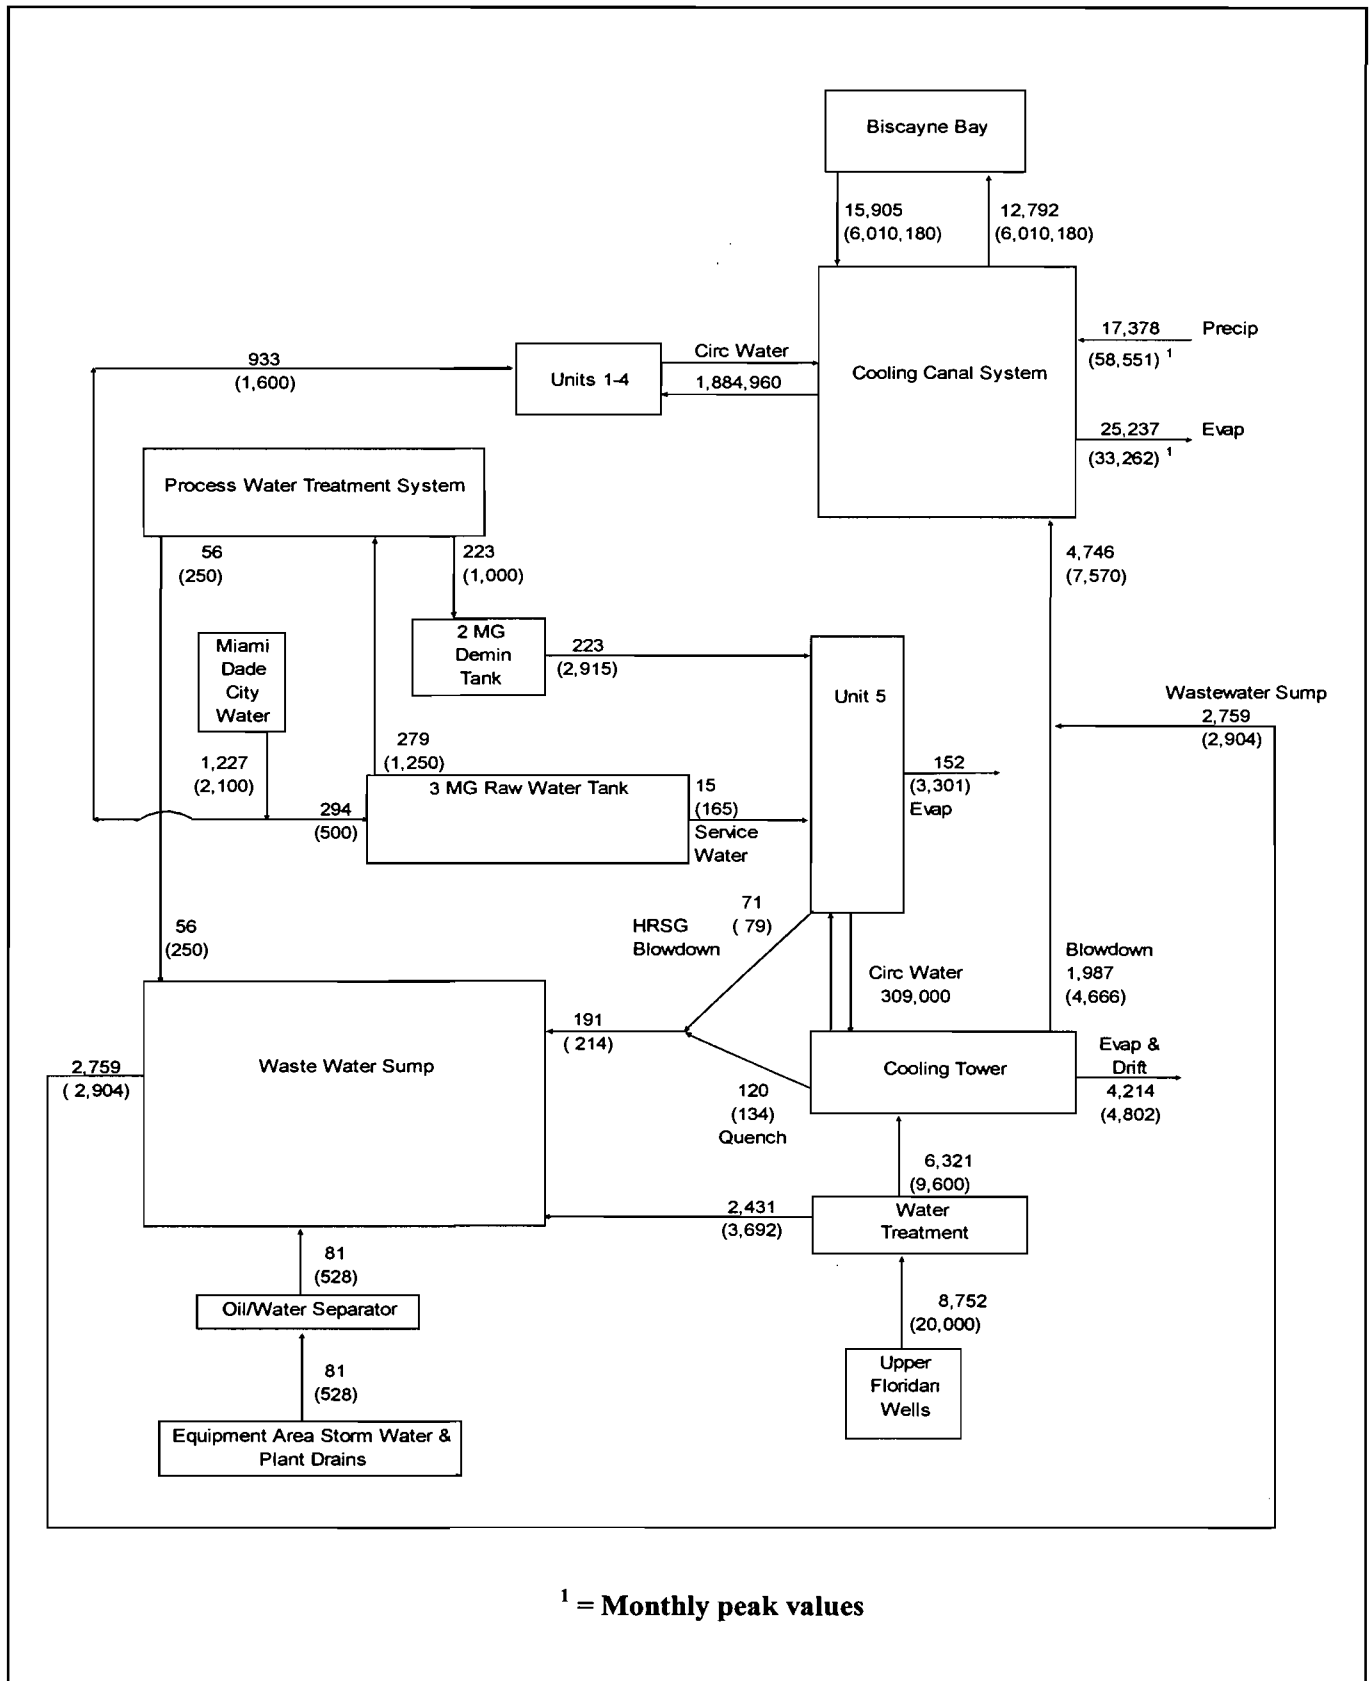 Biscayne Bay
15,905
(6,010,180)
12,792
(6,010,180)
17,378
Precip
(58,551) 1
933
(1,600)
Circ Water
Units 1-4
1,884,960
Cooling Canal System
25,237
Evap
(33,262) 1
Process Water Treatment System
56
(250)
223
(1,000)
4,746
(7,570)
Miami
Dade
City
Water
2 MG
Demin
Tank
223
(2,915)
Unit 5
Wastewater Sump
2,759
(2,904)
1,227
(2,100)
279
(1,250)
152
(3,301)
Evap
294
(500)
3 MG Raw Water Tank
15
(165)
Service
Water
56
(250)
HRSG
Blowdown
71
( 79)
Circ Water
309,000
Blowdown
1,987
(4,666)
191
( 214)
Waste Water Sump
2,759
( 2,904)
Cooling Tower
Evap &
Drift
4,214
(4,802)
120
(134)
Quench
6,321
(9,600)
2,431
(3,692)
Water
Treatment
81
(528)
Oil/Water Separator
8,752
(20,000)
81
(528)
Upper
Floridan
Wells
Equipment Area Storm Water &
Plant Drains
1 = Monthly peak values